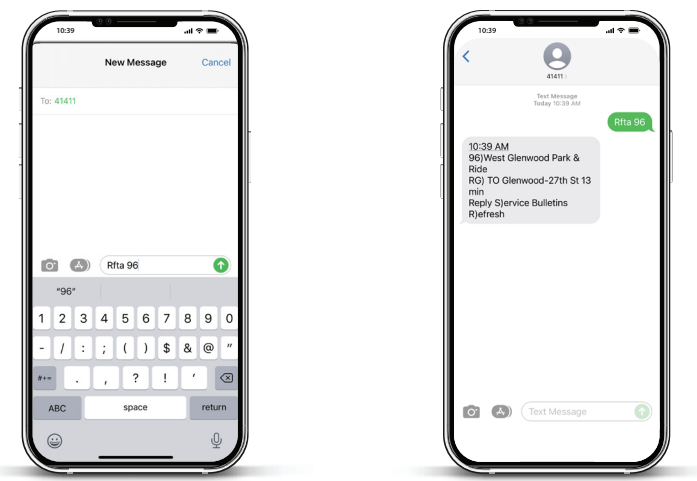 10:39
New Message
Cancel
To: 41411
Rfta 96
"96"
1 2 3 4 5 6 7 8 9 0
- / : ; ( ) $ & @ "
#+= . , ? ! '
ABC space return
10:39
41411
Text Message
Today 10:39 AM
Rfta 96
10:39 AM
96)West Glenwood Park &
Ride
RG) TO Glenwood-27th St 13
min
Reply S)ervice Bulletins
R)efresh
Text Message